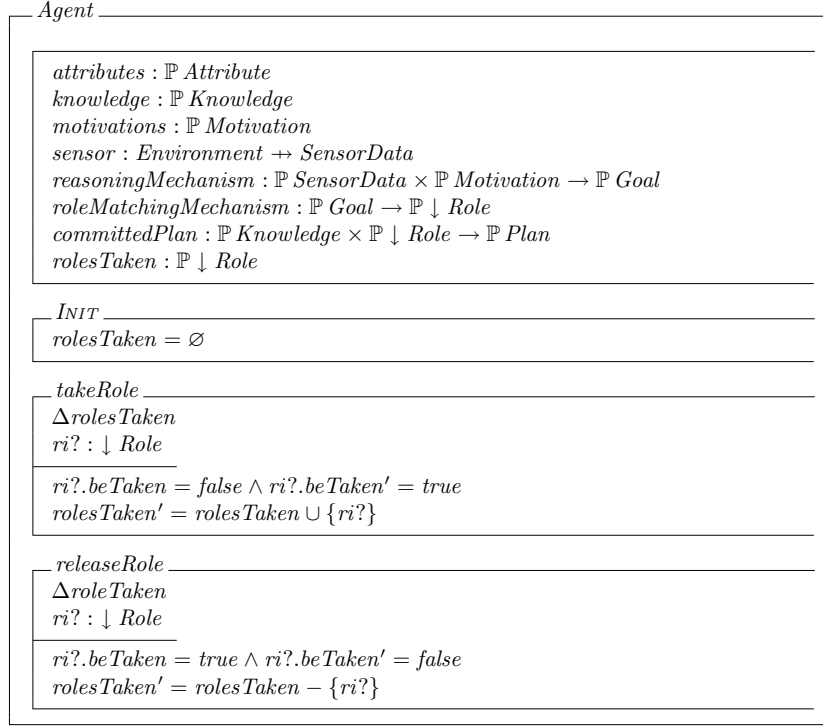 Agent
attributes : ℙ Attribute
knowledge : ℙ Knowledge
motivations : ℙ Motivation
sensor : Environment ⇸ SensorData
reasoningMechanism : ℙ SensorData × ℙ Motivation → ℙ Goal
roleMatchingMechanism : ℙ Goal → ℙ ↓ Role
committedPlan : ℙ Knowledge × ℙ ↓ Role → ℙ Plan
rolesTaken : ℙ ↓ Role
INIT
rolesTaken = ∅
takeRole
ΔrolesTaken
ri? : ↓ Role
ri?.beTaken = false ∧ ri?.beTaken′ = true
rolesTaken′ = rolesTaken ∪ {ri?}
releaseRole
ΔroleTaken
ri? : ↓ Role
ri?.beTaken = true ∧ ri?.beTaken′ = false
rolesTaken′ = rolesTaken − {ri?}